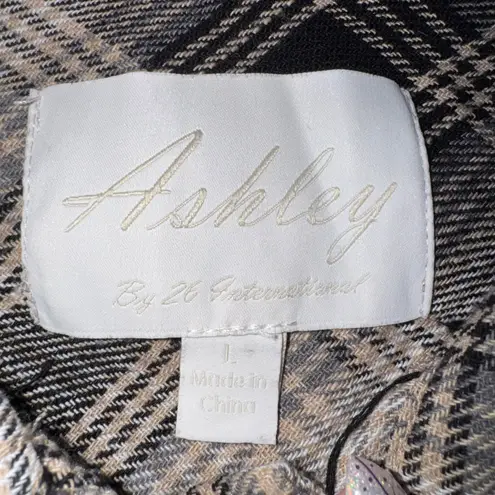 Ashley
By 26 International
L
Made in
China